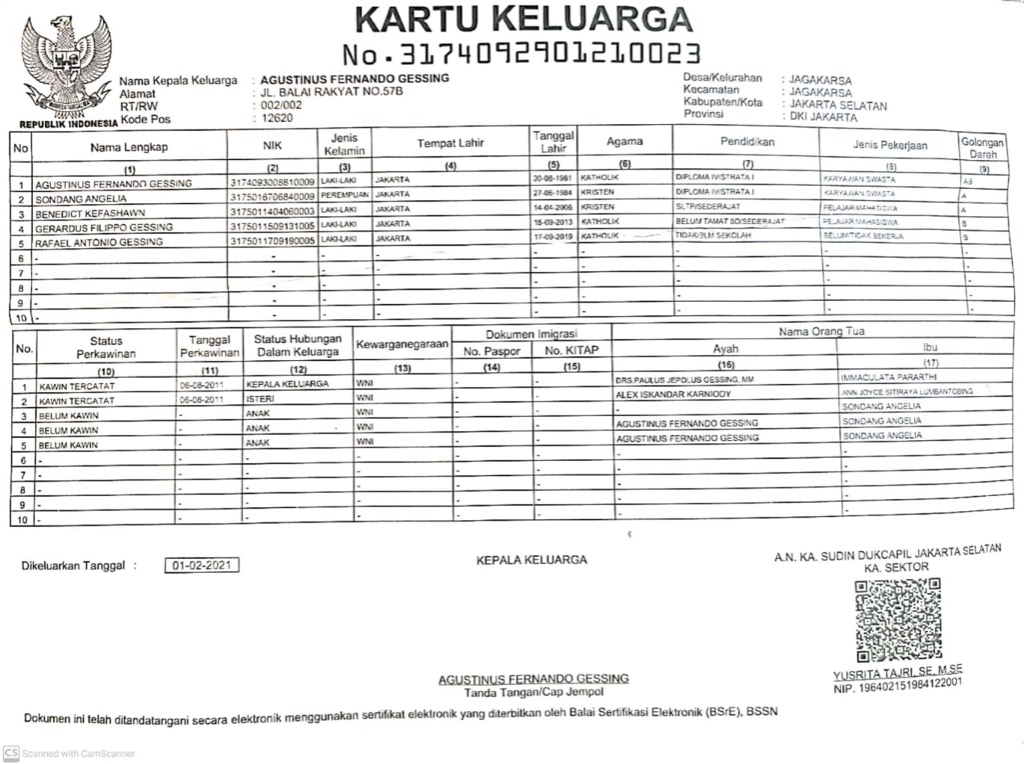 KARTU KELUARGA
No.3174092901210023
Nama Kepala Keluarga : AGUSTINUS FERNANDO GESSING
Alamat : JL. BALAI RAKYAT NO.57B
RT/RW : 002/002
Kode Pos : 12620
Desa/Kelurahan : JAGAKARSA
Kecamatan : JAGAKARSA
Kabupaten/Kota : JAKARTA SELATAN
Provinsi : DKI JAKARTA
REPUBLIK INDONESIA
No Nama Lengkap NIK Jenis Kelamin Tempat Lahir Tanggal Lahir Agama Pendidikan Jenis Pekerjaan Golongan Darah
(1) (2) (3) (4) (5) (6) (7) (8) (9)
1 AGUSTINUS FERNANDO GESSING 3174093008810009 LAKI-LAKI JAKARTA 30-08-1981 KATHOLIK DIPLOMA IV/STRATA I KARYAWAN SWASTA AB
2 SONDANG ANGELIA 3175016706840009 PEREMPUAN JAKARTA 27-06-1984 KRISTEN DIPLOMA IV/STRATA I KARYAWAN SWASTA A
3 BENEDICT KEFASHAWN 3175011404060003 LAKI-LAKI JAKARTA 14-04-2006 KRISTEN SLTP/SEDERAJAT PELAJAR/MAHASISWA A
4 GERARDUS FILIPPO GESSING 3175011509131005 LAKI-LAKI JAKARTA 15-09-2013 KATHOLIK BELUM TAMAT SD/SEDERAJAT PELAJAR/MAHASISWA B
5 RAFAEL ANTONIO GESSING 3175011709190005 LAKI-LAKI JAKARTA 17-09-2019 KATHOLIK TIDAK/BLM SEKOLAH BELUM/TIDAK BEKERJA B
6 - - - - - - - -
7 - - - - - - - -
8 - - - - - - - -
9 - - - - - - - -
10 - - - - - - - -
No. Status Perkawinan Tanggal Perkawinan Status Hubungan Dalam Keluarga Kewarganegaraan Dokumen Imigrasi Nama Orang Tua
No. Paspor No. KITAP Ayah Ibu
(10) (11) (12) (13) (14) (15) (16) (17)
1 KAWIN TERCATAT 06-08-2011 KEPALA KELUARGA WNI - - DRS.PAULUS JEPOLUS GESSING, MM IMMACULATA PARARTHI
2 KAWIN TERCATAT 06-08-2011 ISTERI WNI - - ALEX ISKANDAR KARNIODY ANN JOYCE SITIRAYA LUMBANTOBING
3 BELUM KAWIN - ANAK WNI - - SONDANG ANGELIA
4 BELUM KAWIN - ANAK WNI - - AGUSTINUS FERNANDO GESSING SONDANG ANGELIA
5 BELUM KAWIN - ANAK WNI - - AGUSTINUS FERNANDO GESSING SONDANG ANGELIA
6 - - - - - - - -
7 - - - - - - - -
8 - - - - - - - -
9 - - - - - - - -
10 - - - - - - - -
Dikeluarkan Tanggal : 01-02-2021
KEPALA KELUARGA
A.N. KA. SUDIN DUKCAPIL JAKARTA SELATAN
KA. SEKTOR
AGUSTINUS FERNANDO GESSING
Tanda Tangan/Cap Jempol
YUSRITA TAJRI, SE, M.SE
NIP. 196402151984122001
Dokumen ini telah ditandatangani secara elektronik menggunakan sertifikat elektronik yang diterbitkan oleh Balai Sertifikasi Elektronik (BSrE), BSSN
CS Scanned with CamScanner